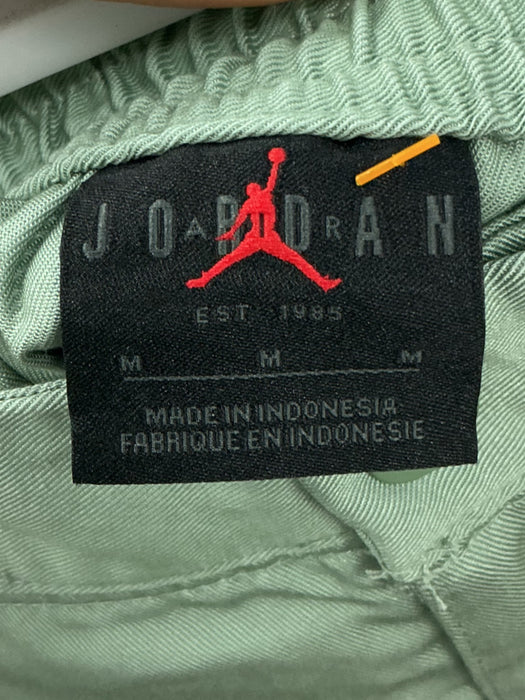 JORDAN
AIR
EST 1985
M M M
MADE IN INDONESIA
FABRIQUE EN INDONESIE